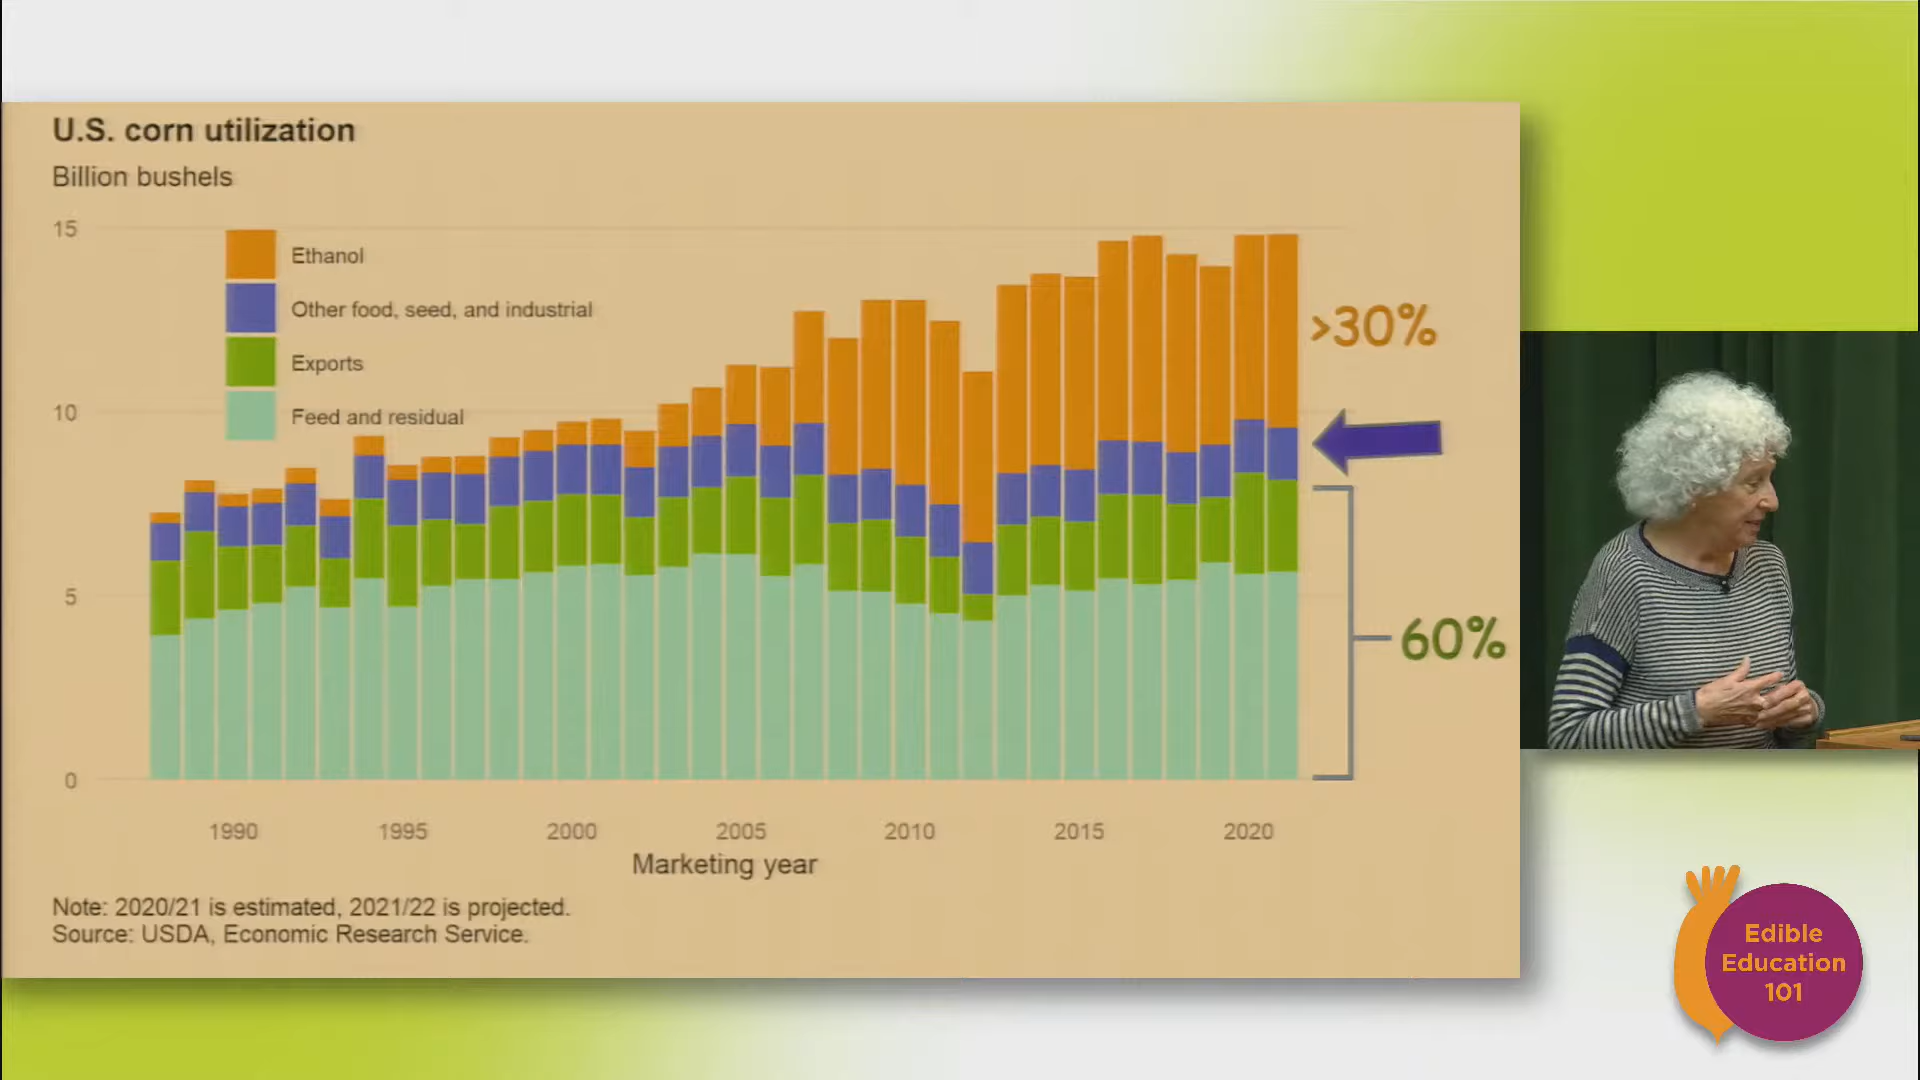 U.S. corn utilization
Billion bushels
15
10
5
0
Ethanol
Other food, seed, and industrial
Exports
Feed and residual
>30%
60%
1990 1995 2000 2005 2010 2015 2020
Marketing year
Note: 2020/21 is estimated, 2021/22 is projected.
Source: USDA, Economic Research Service.
Edible
Education
101